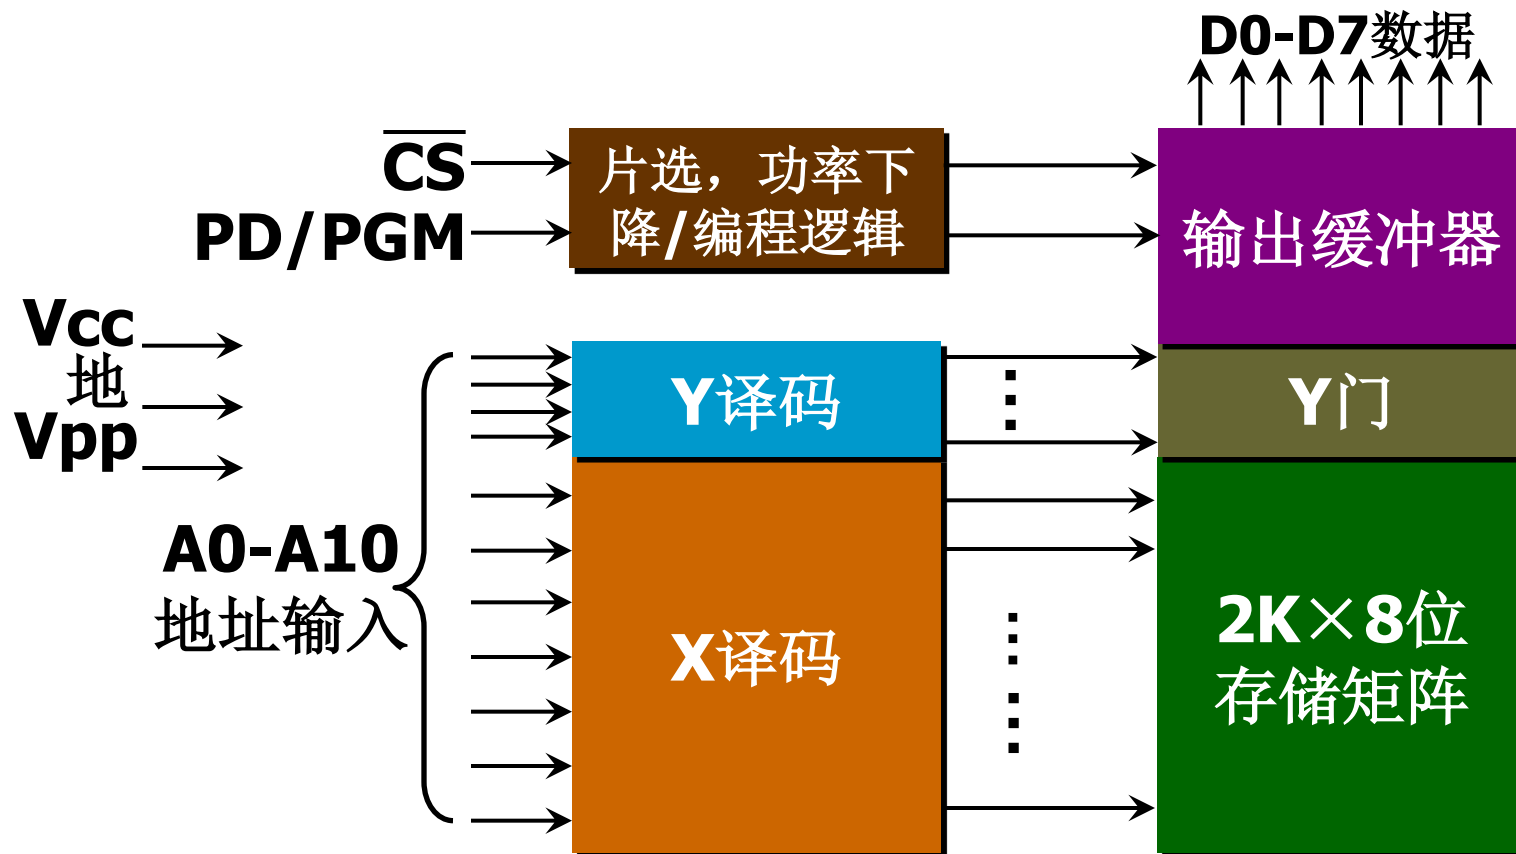 D0-D7数据
CS
PD/PGM
片选，功率下
降/编程逻辑
输出缓冲器
Vcc
地
Vpp
Y译码
Y门
A0-A10
地址输入
X译码
2K×8位
存储矩阵